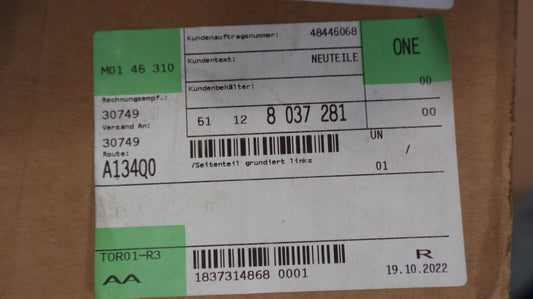 Kundenauftragsnummer: 48445068
M01 46 310
Kundentext: NEUTEILE
ONE
Kundenbehälter:
00
Rechnungsempf.:
30749
51 12 8 037 281
00
Versand An:
30749
UN /
Route:
/Seitenteil grundiert links
01
A134Q0
TOR01-R3
AA
1837314868 0001
R
19.10.2022